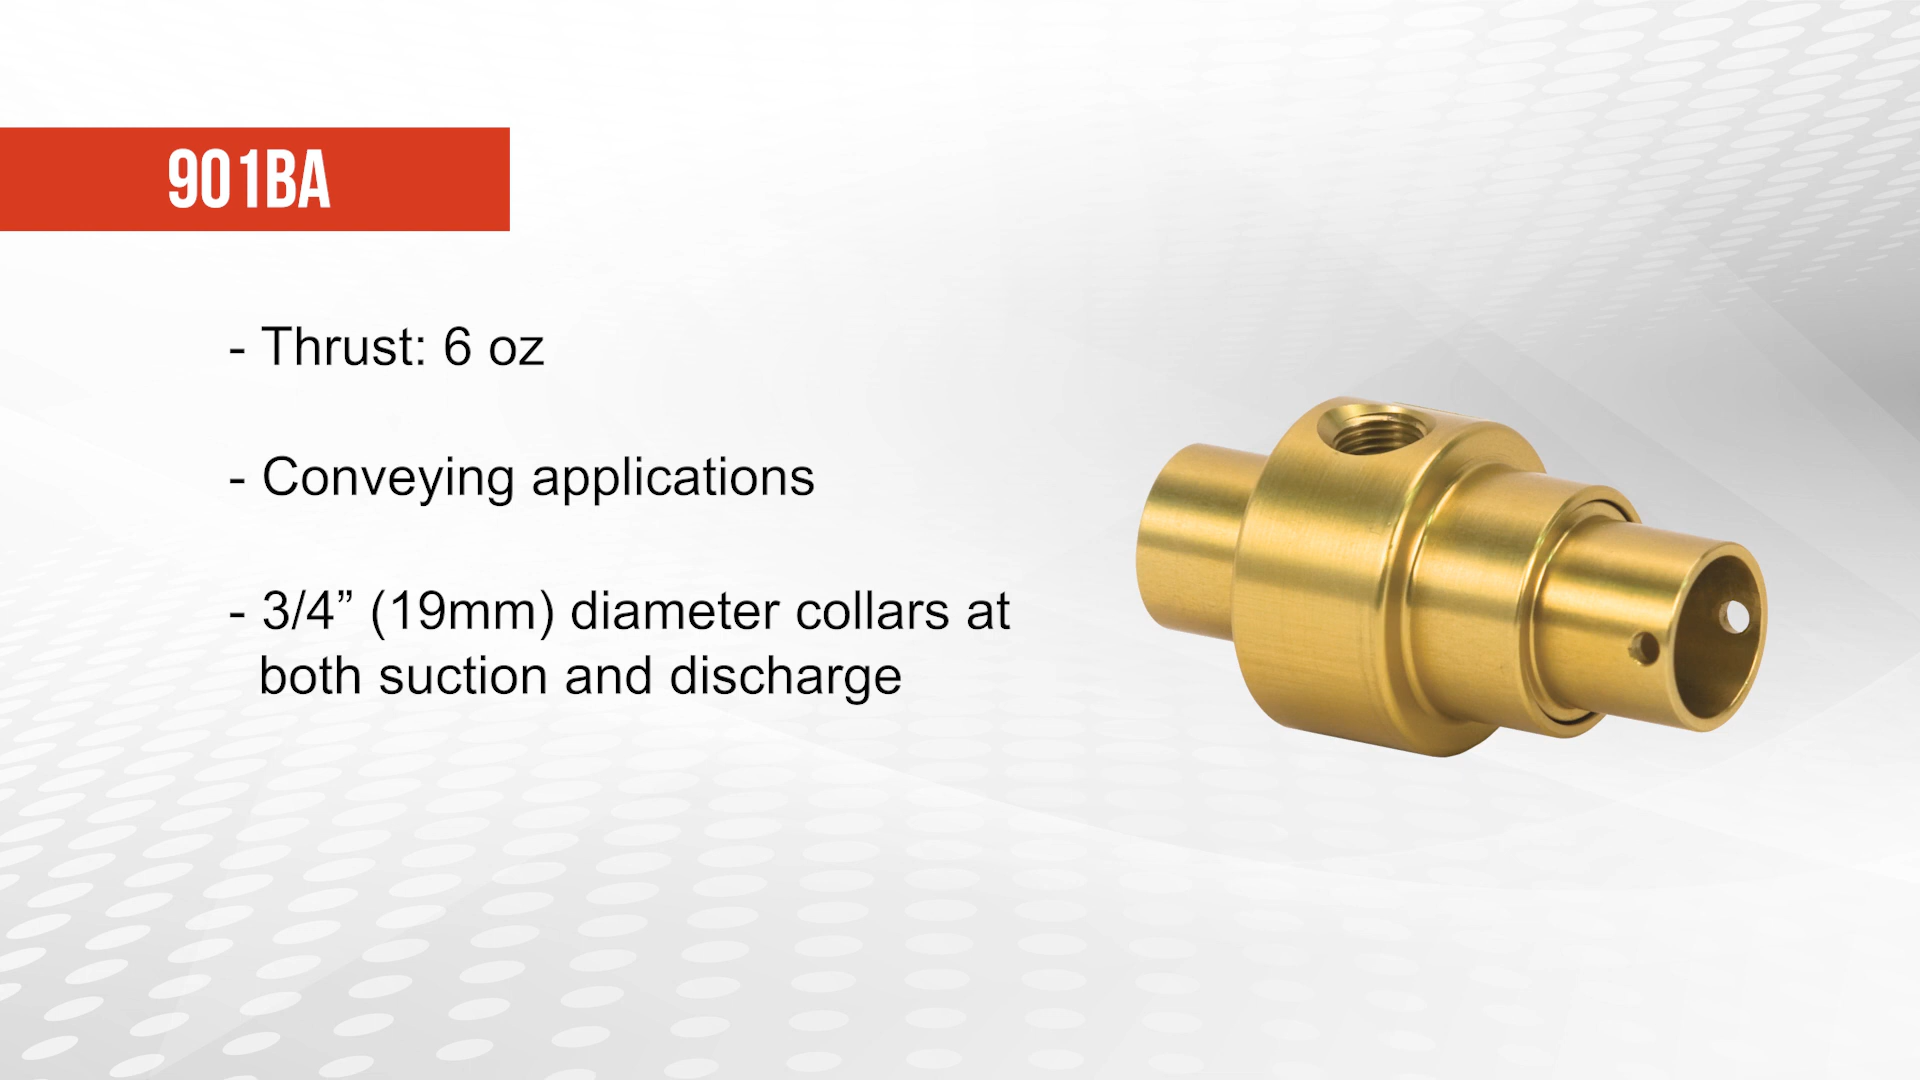 901BA
- Thrust: 6 oz
- Conveying applications
- 3/4” (19mm) diameter collars at
both suction and discharge